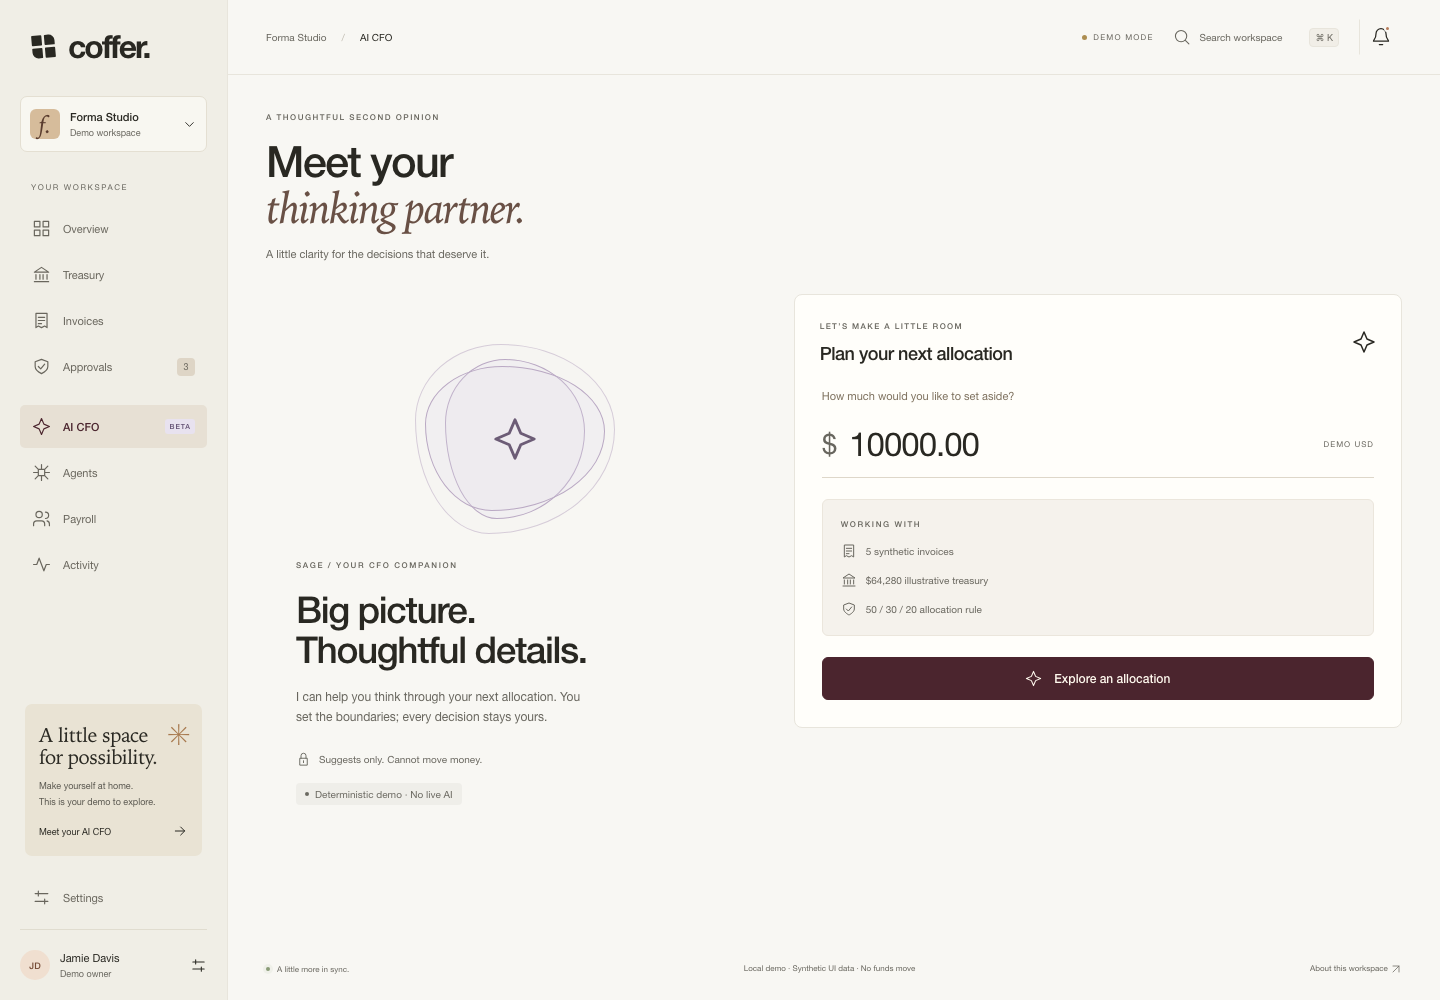 coffer.
f.
Forma Studio
Demo workspace
YOUR WORKSPACE
Overview
Treasury
Invoices
Approvals
3
AI CFO
BETA
Agents
Payroll
Activity
A little space
for possibility.
Make yourself at home.
This is your demo to explore.
Meet your AI CFO
Settings
JD
Jamie Davis
Demo owner
Forma Studio / AI CFO
DEMO MODE
Search workspace
⌘ K
A THOUGHTFUL SECOND OPINION
Meet your
thinking partner.
A little clarity for the decisions that deserve it.
SAGE / YOUR CFO COMPANION
Big picture.
Thoughtful details.
I can help you think through your next allocation. You
set the boundaries; every decision stays yours.
Suggests only. Cannot move money.
Deterministic demo · No live AI
LET'S MAKE A LITTLE ROOM
Plan your next allocation
How much would you like to set aside?
$ 10000.00
DEMO USD
WORKING WITH
5 synthetic invoices
$64,280 illustrative treasury
50 / 30 / 20 allocation rule
Explore an allocation
A little more in sync.
Local demo · Synthetic UI data · No funds move
About this workspace